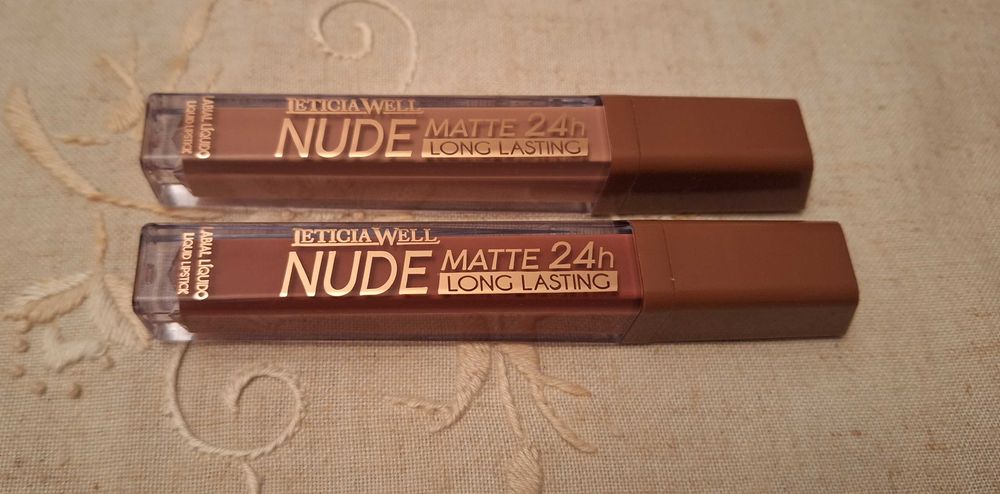 LETICIA WELL
NUDE MATTE 24h
LONG LASTING
LABIAL LÍQUIDO
LIQUID LIPSTICK
LETICIA WELL
NUDE MATTE 24h
LONG LASTING
LABIAL LÍQUIDO
LIQUID LIPSTICK